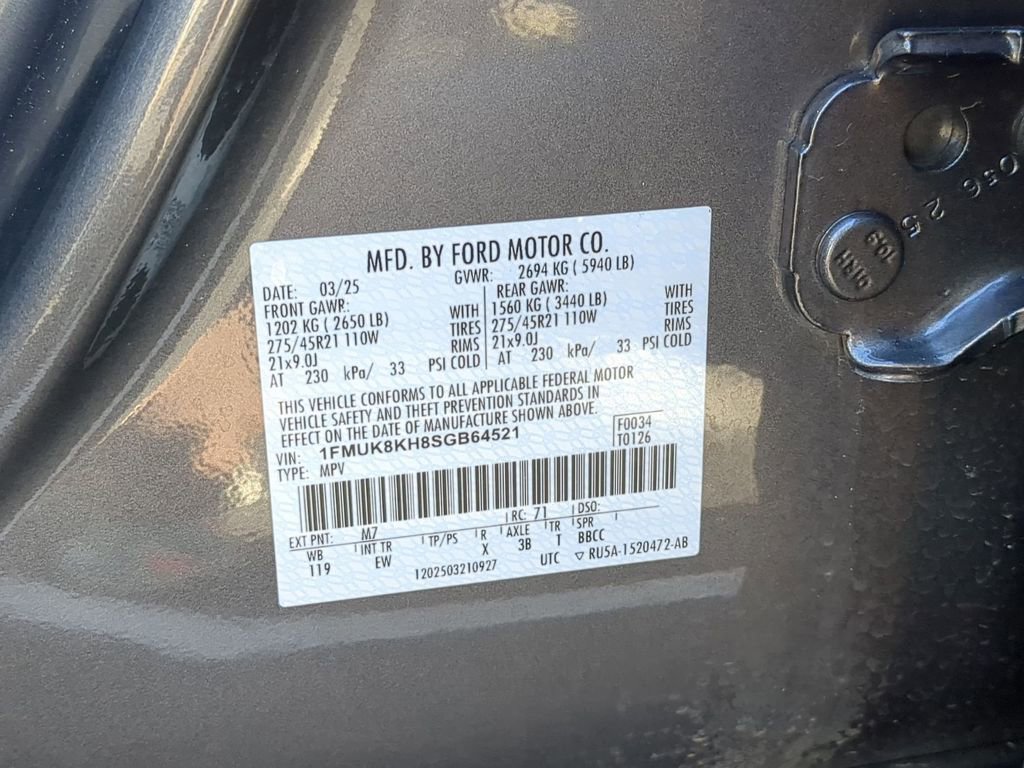 MFD. BY FORD MOTOR CO.
DATE: 03/25 GVWR: 2694 KG ( 5940 LB)
FRONT GAWR: REAR GAWR:
1202 KG ( 2650 LB) WITH 1560 KG ( 3440 LB) WITH
275/45R21 110W TIRES 275/45R21 110W TIRES
21x9.0J RIMS 21x9.0J RIMS
AT 230 kPa/ 33 PSI COLD AT 230 kPa/ 33 PSI COLD
THIS VEHICLE CONFORMS TO ALL APPLICABLE FEDERAL MOTOR
VEHICLE SAFETY AND THEFT PREVENTION STANDARDS IN
EFFECT ON THE DATE OF MANUFACTURE SHOWN ABOVE.
VIN: 1FMUK8KH8SGB64521 F0034
TYPE: MPV T0126
EXT PNT: M7 RC: 71 DSO:
WB INT TR TP/PS R AXLE TR SPR
119 EW X 3B T BBCC
1202503210927 UTC ▽ RU5A-1520472-AB
056 25